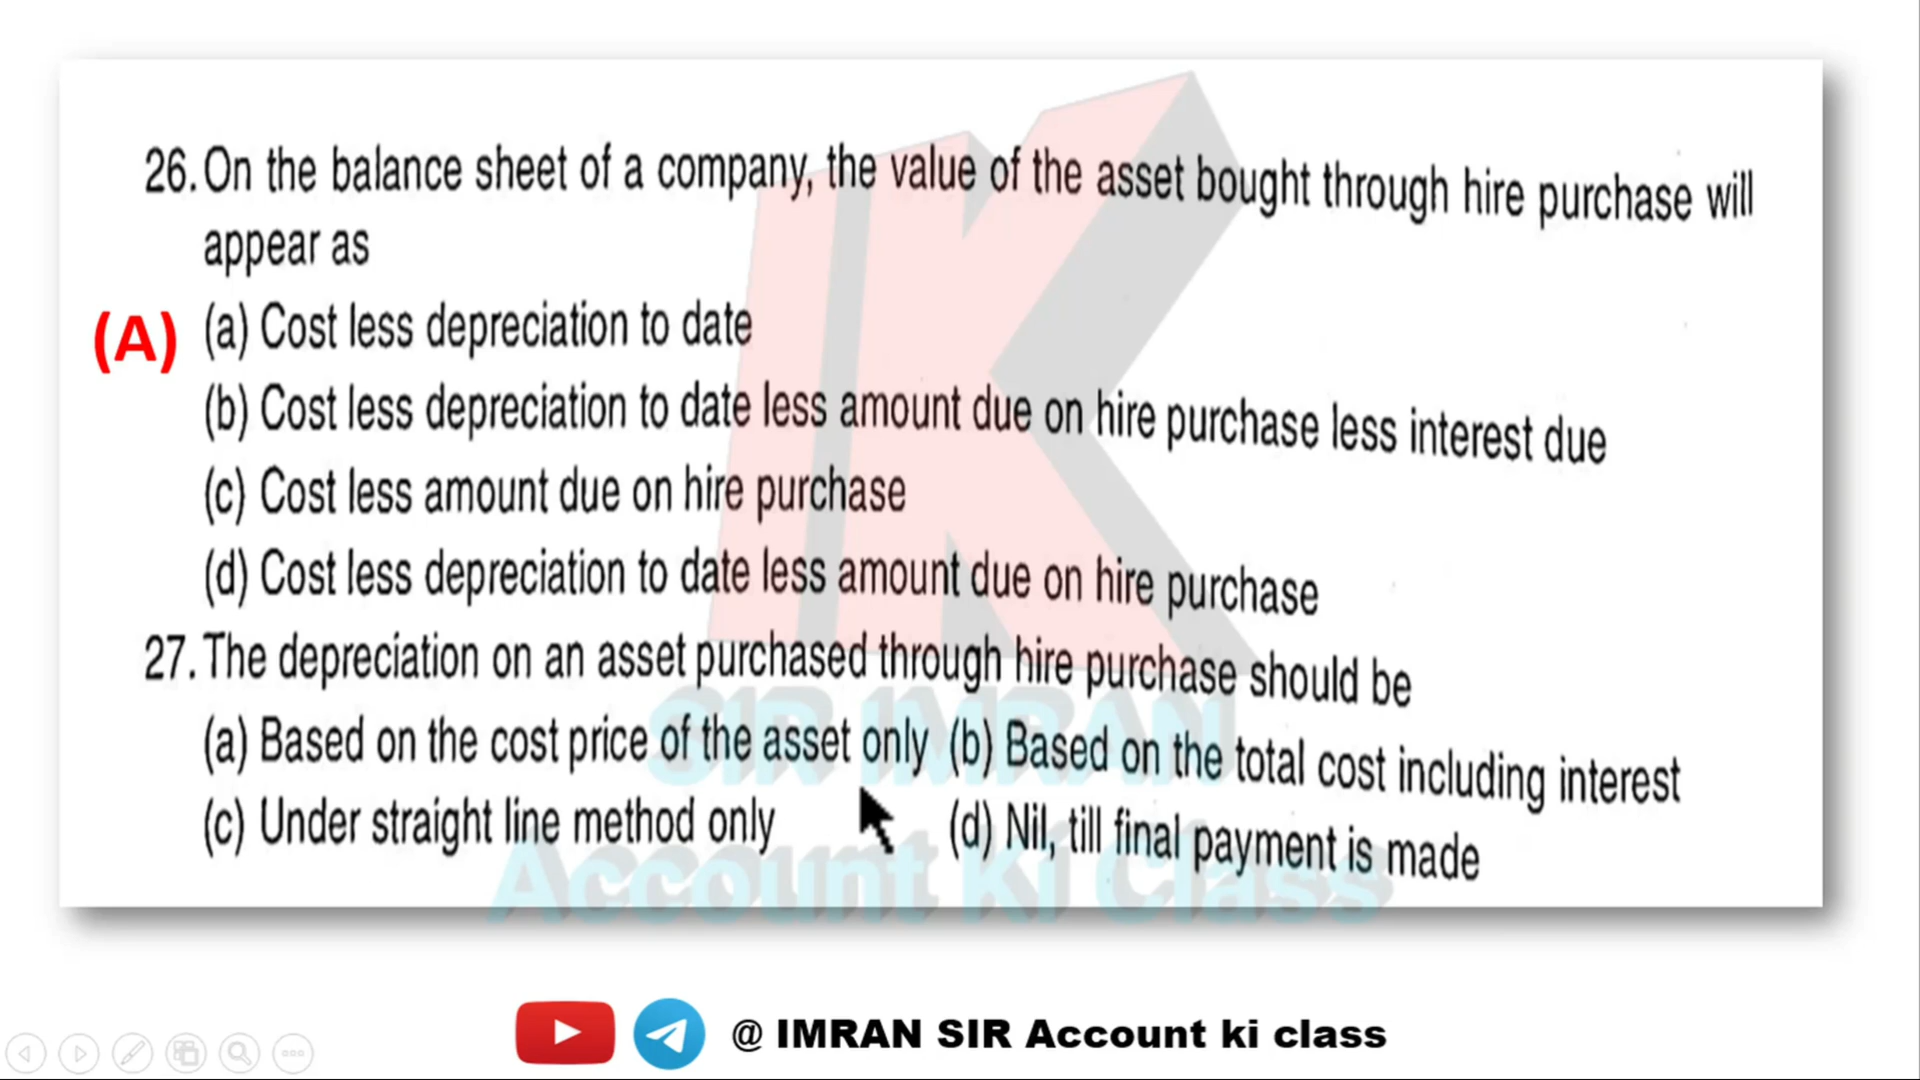 26. On the balance sheet of a company, the value of the asset bought through hire purchase will
appear as
(A) (a) Cost less depreciation to date
(b) Cost less depreciation to date less amount due on hire purchase less interest due
(c) Cost less amount due on hire purchase
(d) Cost less depreciation to date less amount due on hire purchase
27. The depreciation on an asset purchased through hire purchase should be
(a) Based on the cost price of the asset only (b) Based on the total cost including interest
(c) Under straight line method only (d) Nil, till final payment is made
IK
SIR IMRAN
Account Ki Class
@ IMRAN SIR Account ki class